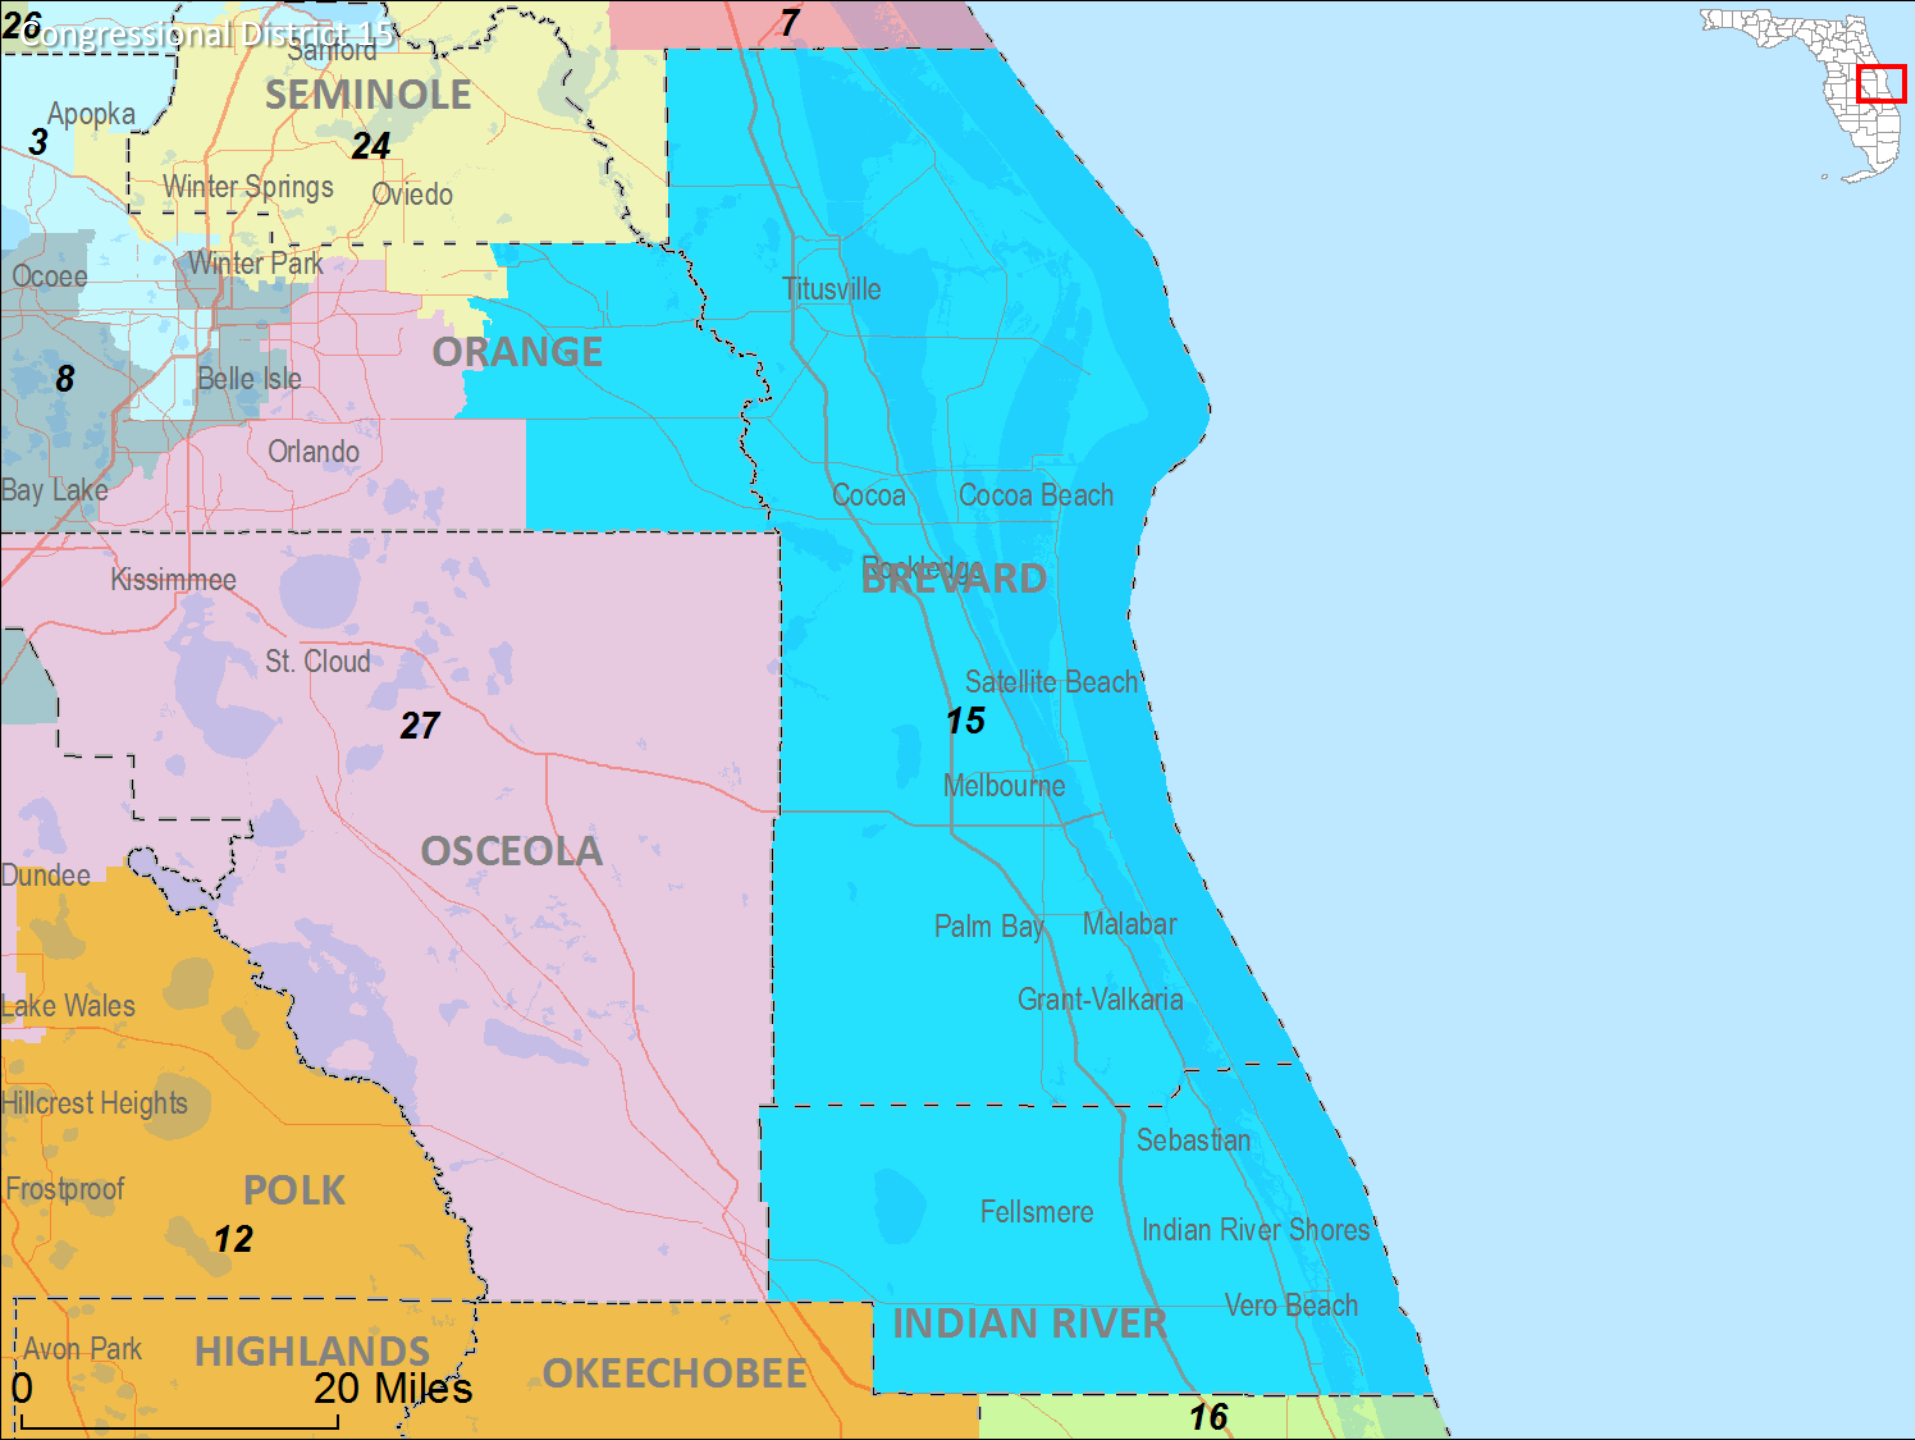 26
Congressional District 15
7
Sanford
SEMINOLE
Apopka
3
24
Winter Springs
Oviedo
Winter Park
Ocoee
Titusville
ORANGE
8
Belle Isle
Orlando
Bay Lake
Cocoa
Cocoa Beach
Rockledge
BREVARD
Kissimmee
St. Cloud
Satellite Beach
27
15
Melbourne
OSCEOLA
Dundee
Palm Bay
Malabar
Lake Wales
Grant-Valkaria
Hillcrest Heights
Sebastian
Frostproof
POLK
Fellsmere
12
Indian River Shores
Vero Beach
INDIAN RIVER
Avon Park
HIGHLANDS
OKEECHOBEE
0
20 Miles
16